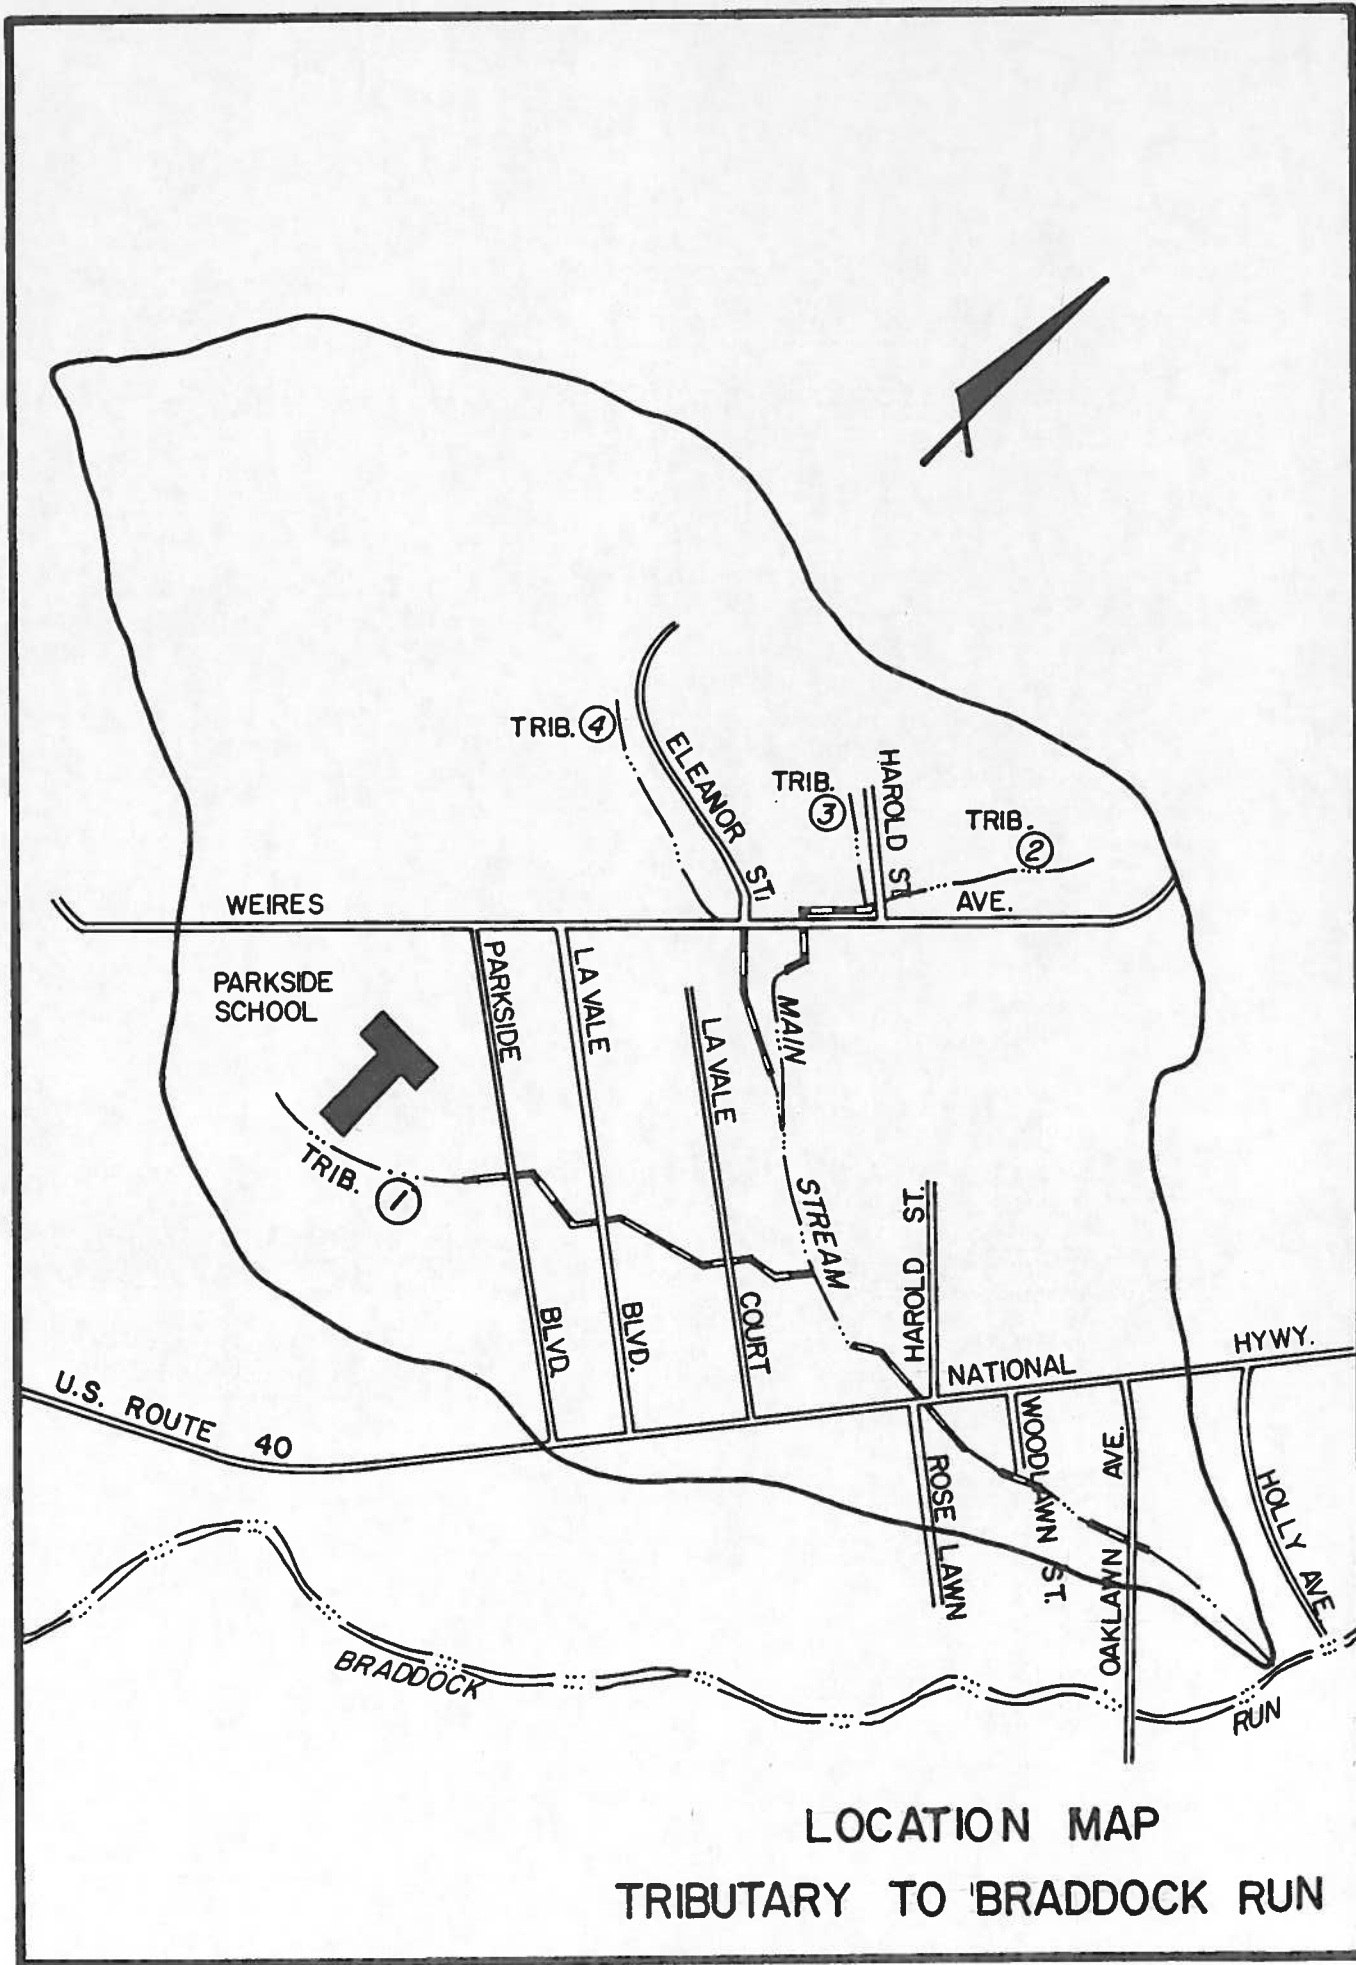 TRIB. 4
ELEANOR ST.
TRIB. 3
HAROLD ST.
TRIB. 2
WEIRES AVE.
PARKSIDE
SCHOOL
PARKSIDE BLVD.
LA VALE BLVD.
LA VALE COURT
MAIN STREAM
TRIB. 1
HAROLD ST.
NATIONAL HYWY.
U.S. ROUTE 40
ROSE LAWN
WOODLAWN ST.
OAKLAWN AVE.
HOLLY AVE.
BRADDOCK RUN
LOCATION MAP
TRIBUTARY TO BRADDOCK RUN